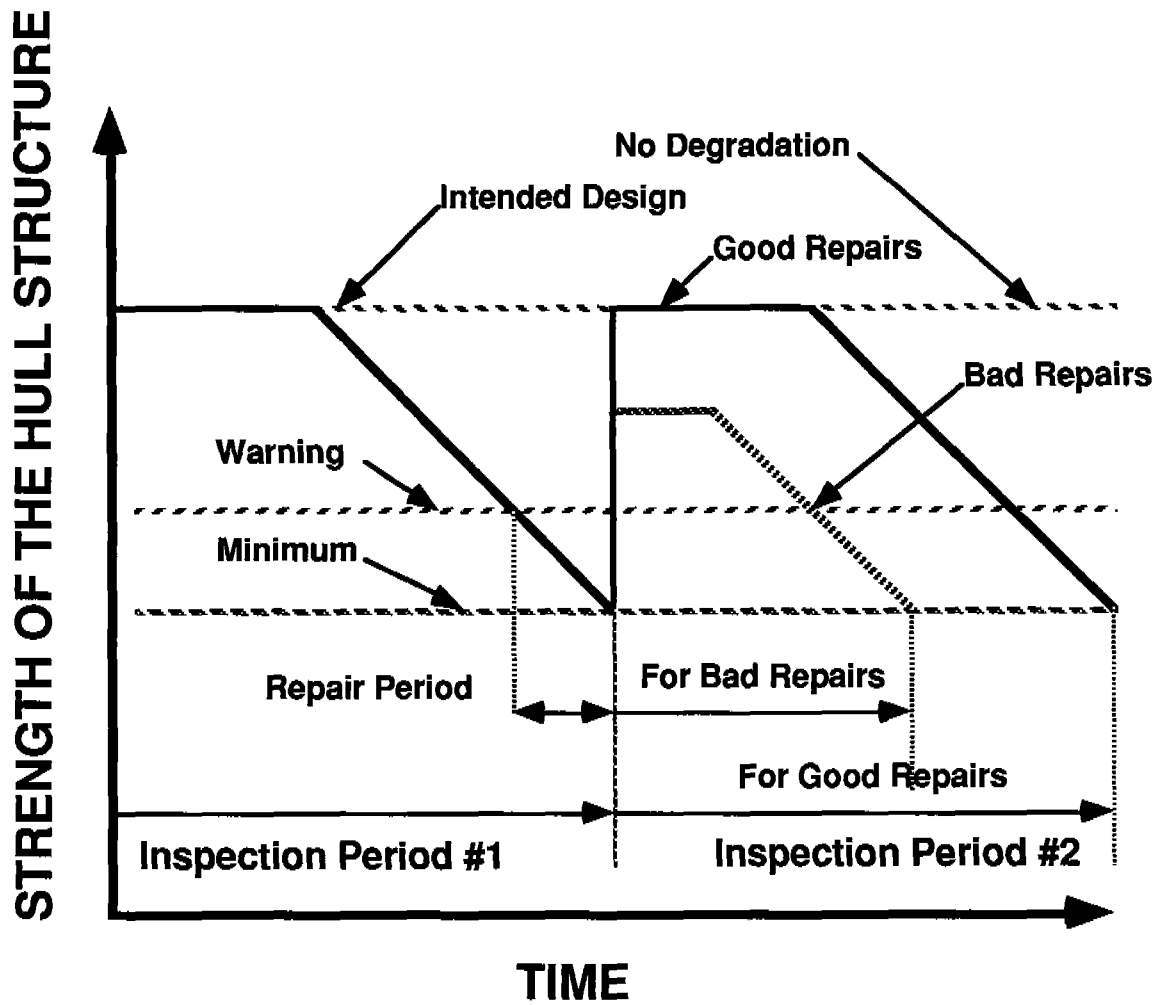 STRENGTH OF THE HULL STRUCTURE
No Degradation
Intended Design
Good Repairs
Bad Repairs
Warning
Minimum
Repair Period
For Bad Repairs
For Good Repairs
Inspection Period #1
Inspection Period #2
TIME